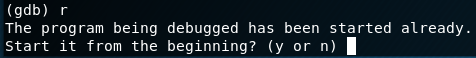 (gdb) r
The program being debugged has been started already.
Start it from the beginning? (y or n)